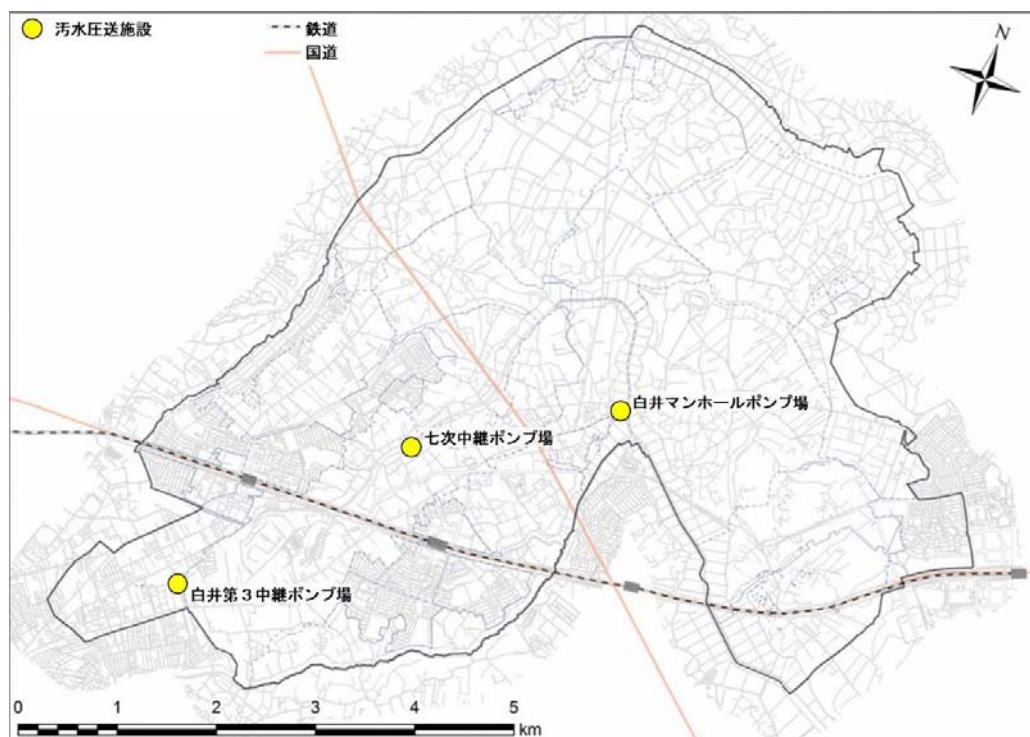 汚水圧送施設
鉄道
国道
N
白井マンホールポンプ場
七次中継ポンプ場
白井第３中継ポンプ場
0 1 2 3 4 5
km